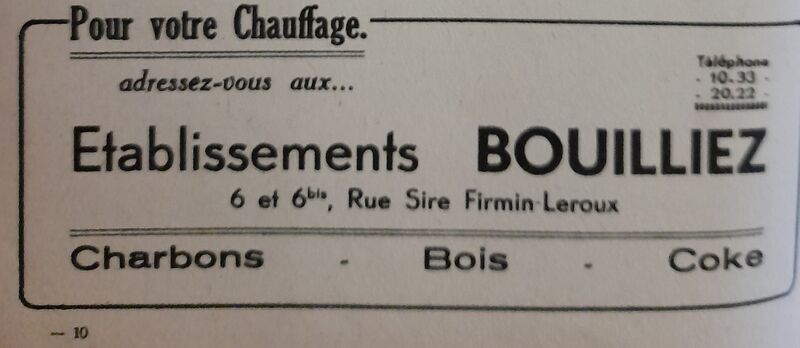 Pour votre Chauffage.
adressez-vous aux...
Téléphone
- 10.33 -
- 20.22 -
Etablissements BOUILLIEZ
6 et 6bis, Rue Sire Firmin-Leroux
Charbons - Bois - Coke
— 10